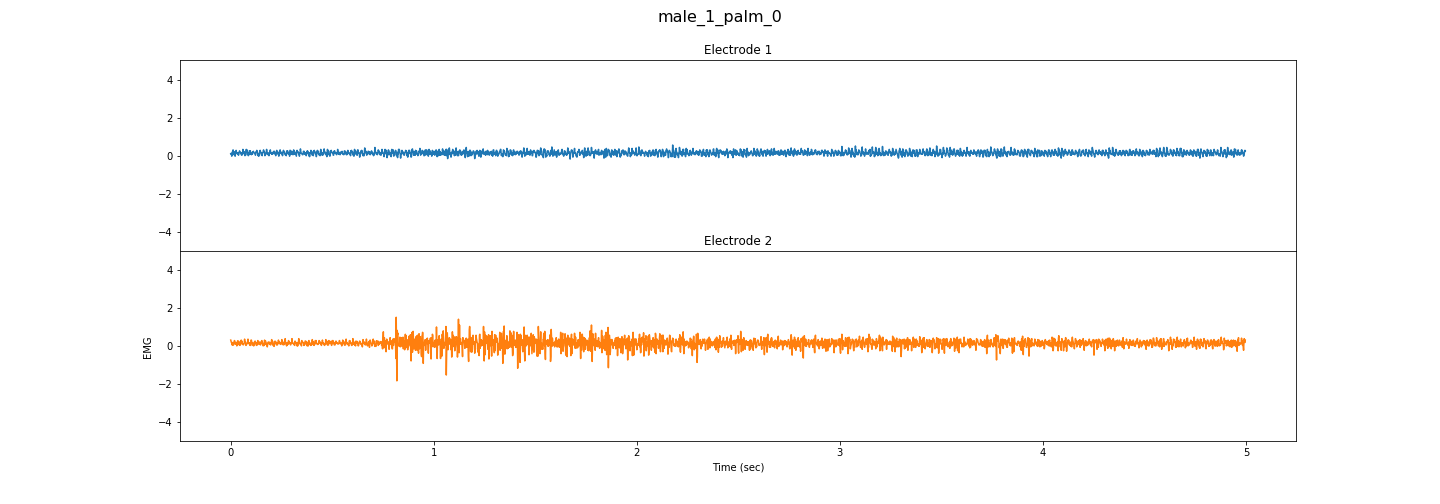 male_1_palm_0
Electrode 1
4
2
0
−2
−4
Electrode 2
4
2
0
−2
−4
EMG
0 1 2 3 4 5
Time (sec)